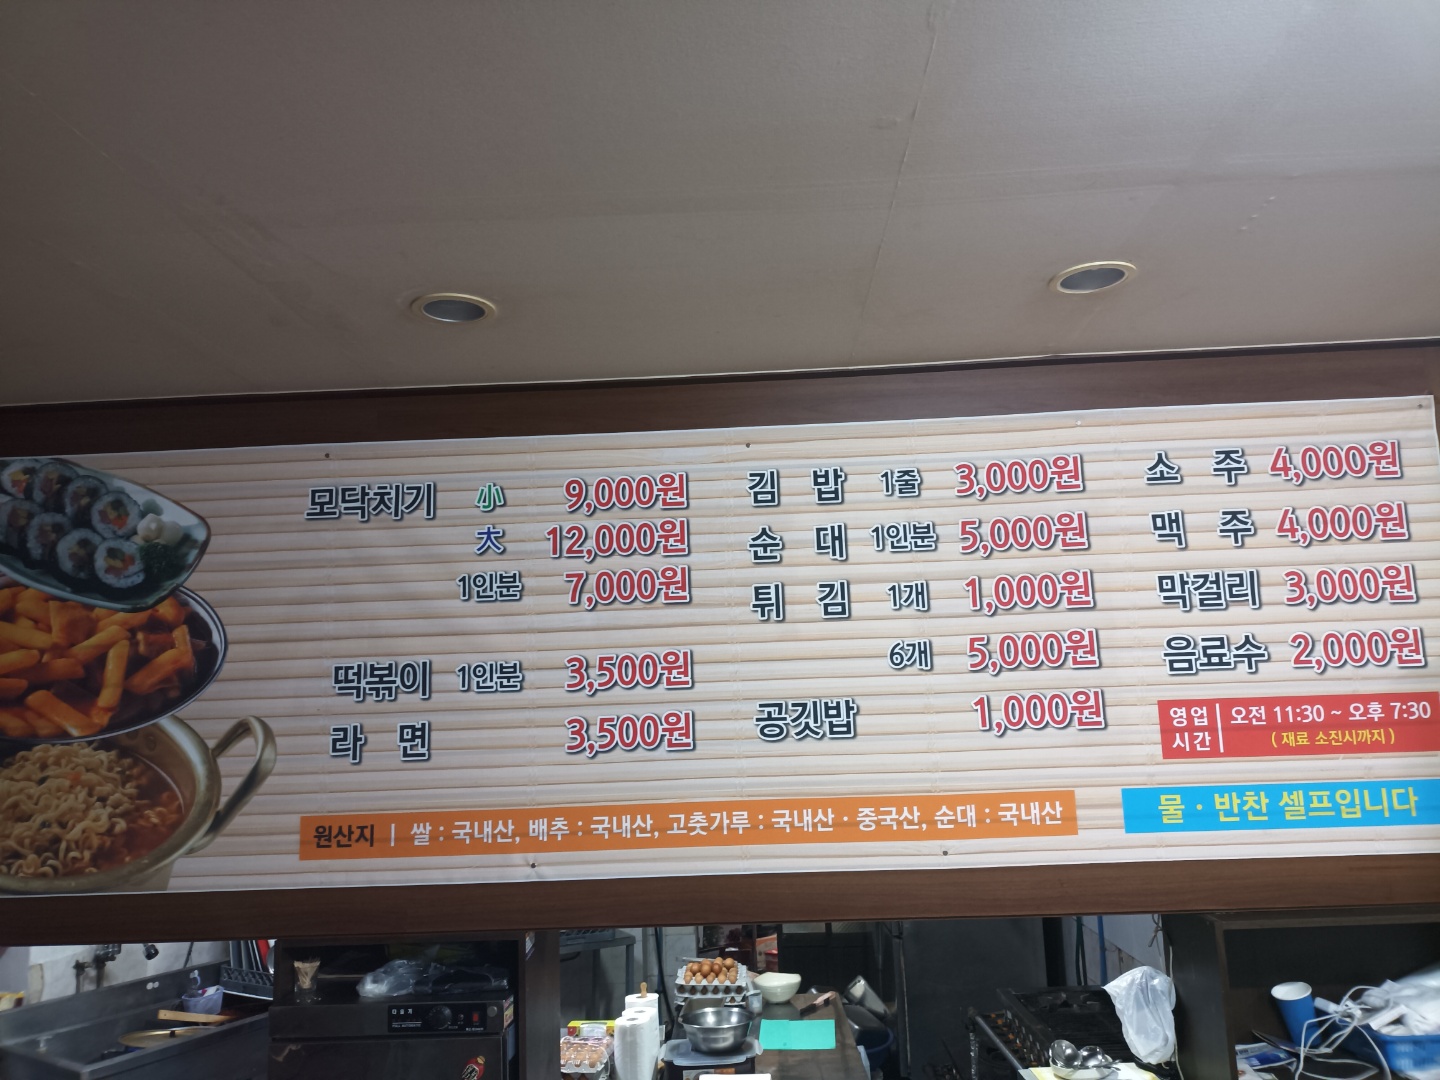 모닥치기 小 9,000원
大 12,000원
1인분 7,000원
떡볶이 1인분 3,500원
라 면 3,500원
김 밥 1줄 3,000원
순 대 1인분 5,000원
튀 김 1개 1,000원
6개 5,000원
공깃밥 1,000원
소 주 4,000원
맥 주 4,000원
막걸리 3,000원
음료수 2,000원
영업시간 | 오전 11:30 ~ 오후 7:30
( 재료 소진시까지 )
물 · 반찬 셀프입니다
원산지 | 쌀 : 국내산, 배추 : 국내산, 고춧가루 : 국내산 · 중국산, 순대 : 국내산